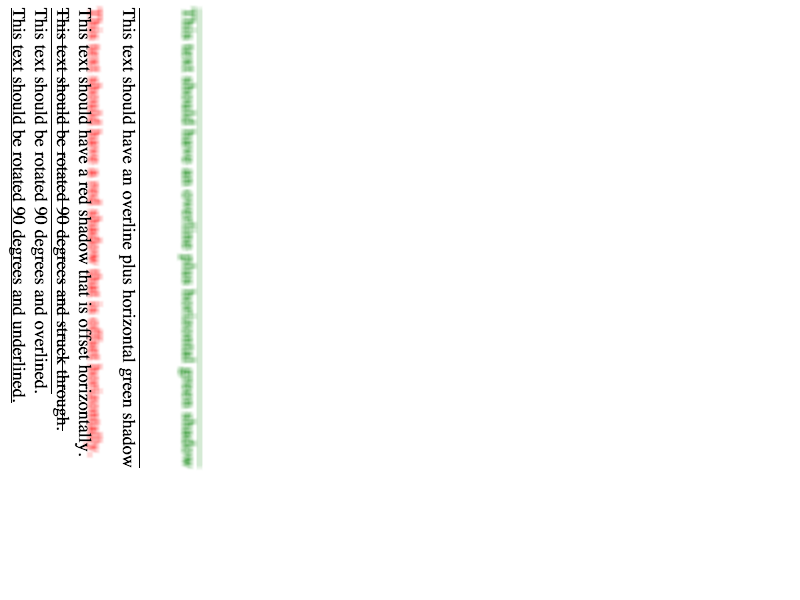 This text should be rotated 90 degrees and underlined.
This text should be rotated 90 degrees and overlined.
This text should be rotated 90 degrees and struck through.
This text should have a red shadow that is offset horizontally.
This text should have an overline plus horizontal green shadow